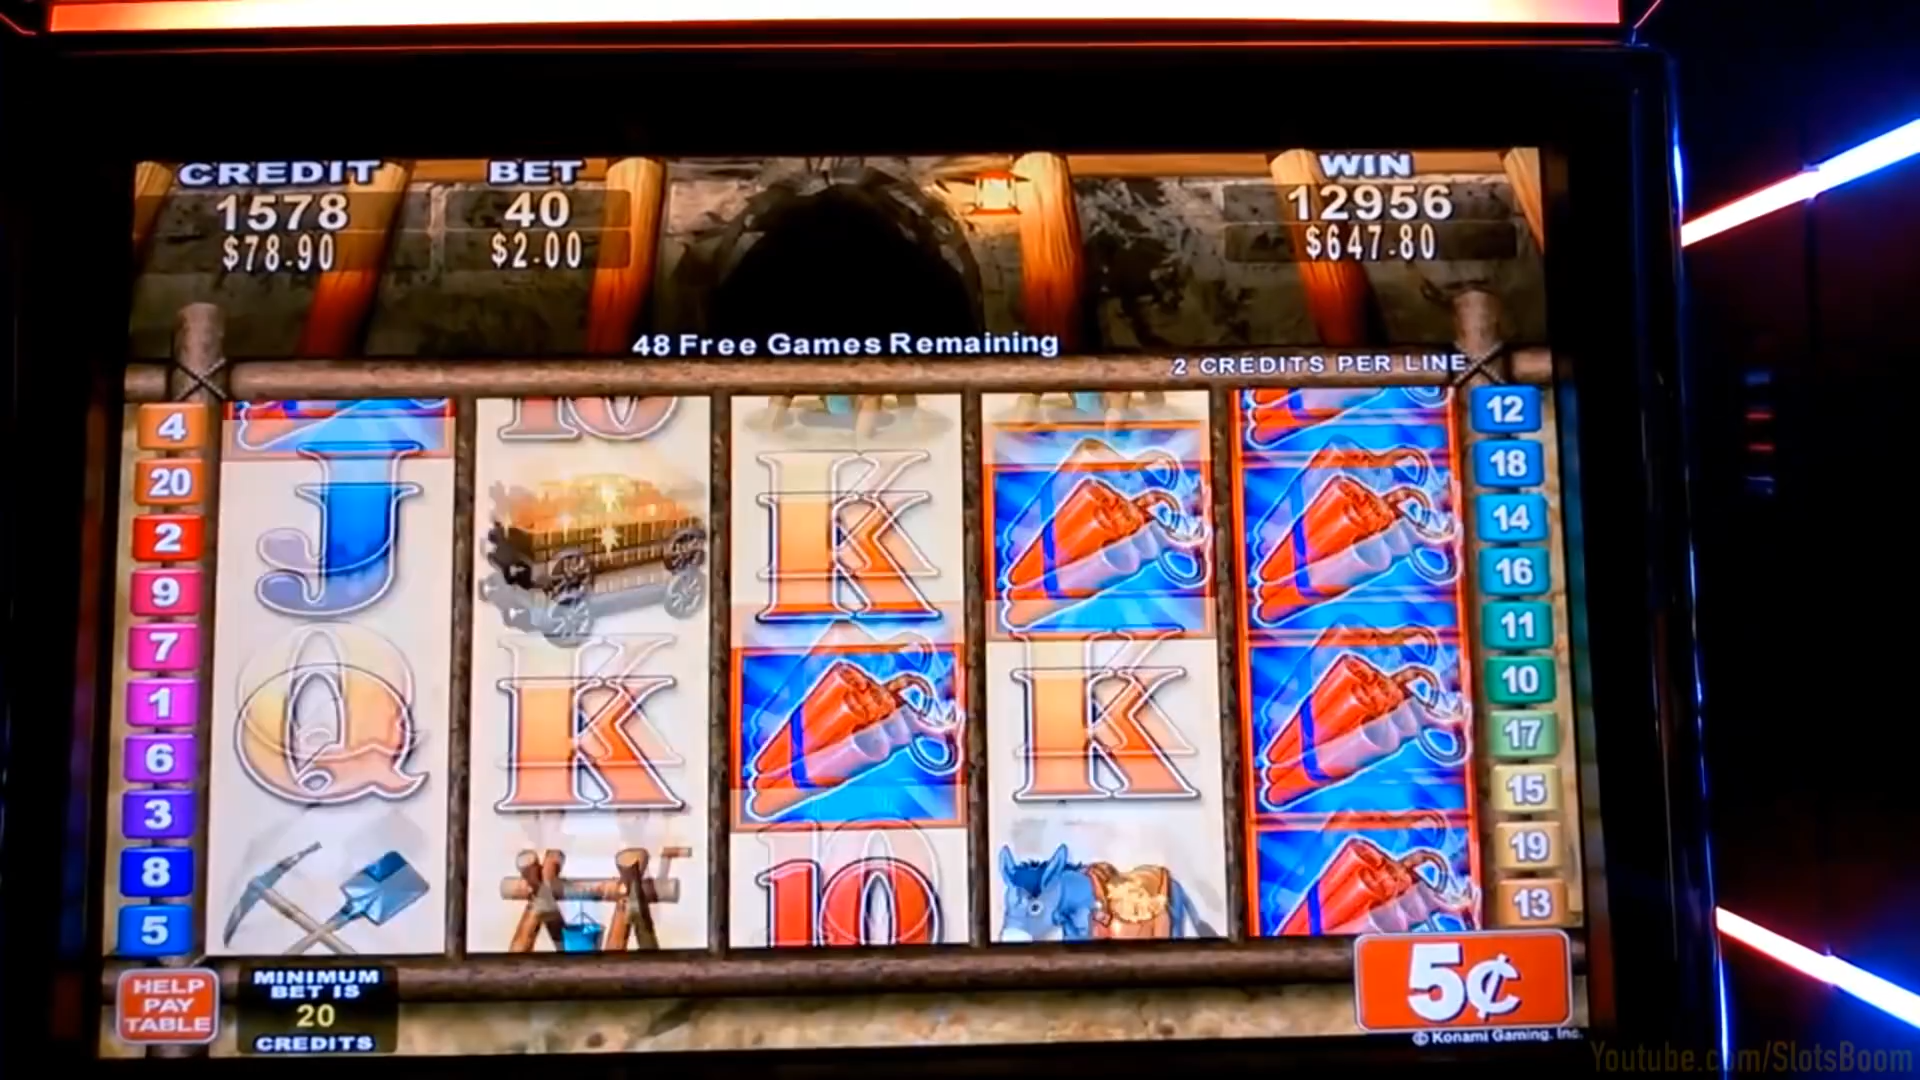 CREDIT
BET
WIN
1578
40
12956
$78.90
$2.00
$647.80
48 Free Games Remaining
2 CREDITS PER LINE
4
12
10
J
K
20
18
2
14
9
16
7
11
1
10
Q
K
K
6
17
3
15
8
19
10
5
13
HELP
PAY
TABLE
MINIMUM
BET IS
20
CREDITS
5¢
© Konami Gaming, Inc.
Youtube.com/SlotsBoom